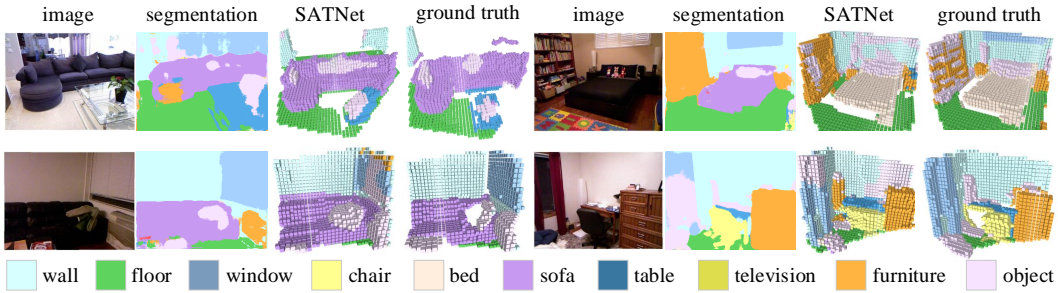 image segmentation SATNet ground truth image segmentation SATNet ground truth
wall floor window chair bed sofa table television furniture object